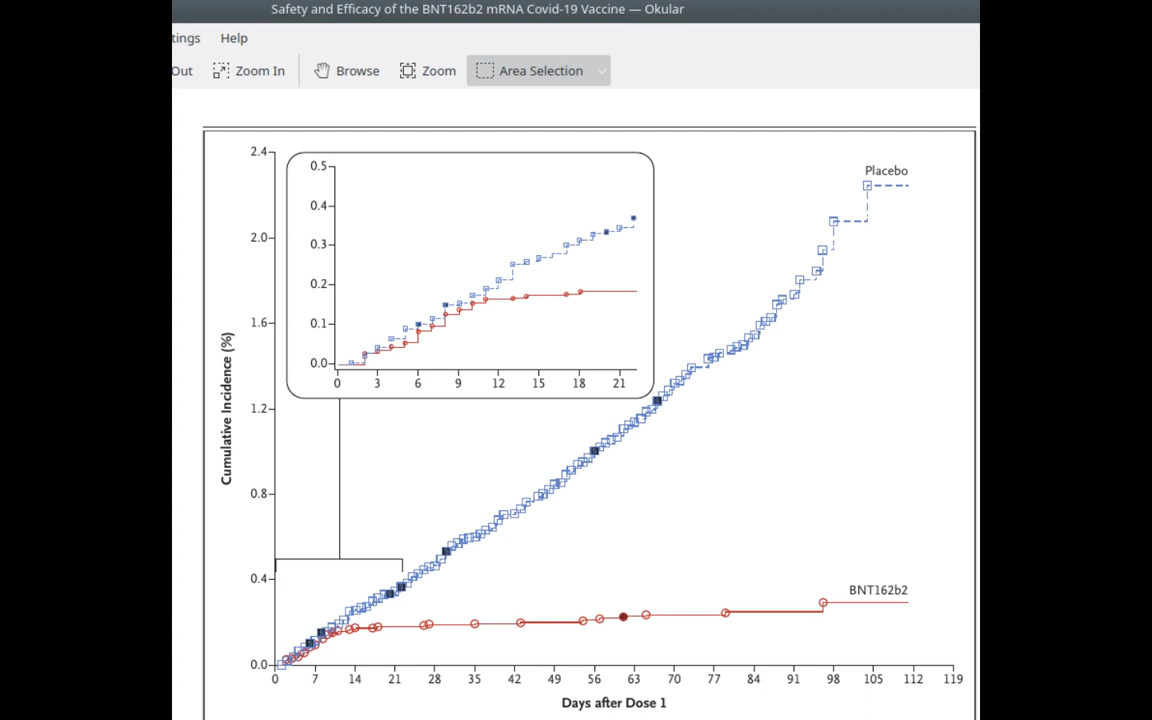 Safety and Efficacy of the BNT162b2 mRNA Covid-19 Vaccine — Okular
tings Help
Out Zoom In Browse Zoom Area Selection
2.4
2.0
1.6
1.2
0.8
0.4
0.0
Cumulative Incidence (%)
0.5
0.4
0.3
0.2
0.1
0.0
0 3 6 9 12 15 18 21
Placebo
BNT162b2
0 7 14 21 28 35 42 49 56 63 70 77 84 91 98 105 112 119
Days after Dose 1